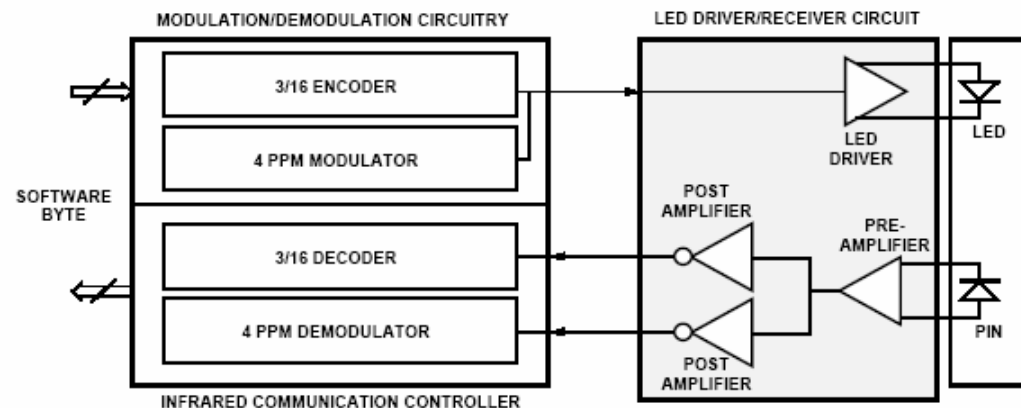 MODULATION/DEMODULATION CIRCUITRY
LED DRIVER/RECEIVER CIRCUIT
3/16 ENCODER
4 PPM MODULATOR
LED
DRIVER
LED
SOFTWARE
BYTE
POST
AMPLIFIER
PRE-
AMPLIFIER
3/16 DECODER
4 PPM DEMODULATOR
PIN
POST
AMPLIFIER
INFRARED COMMUNICATION CONTROLLER